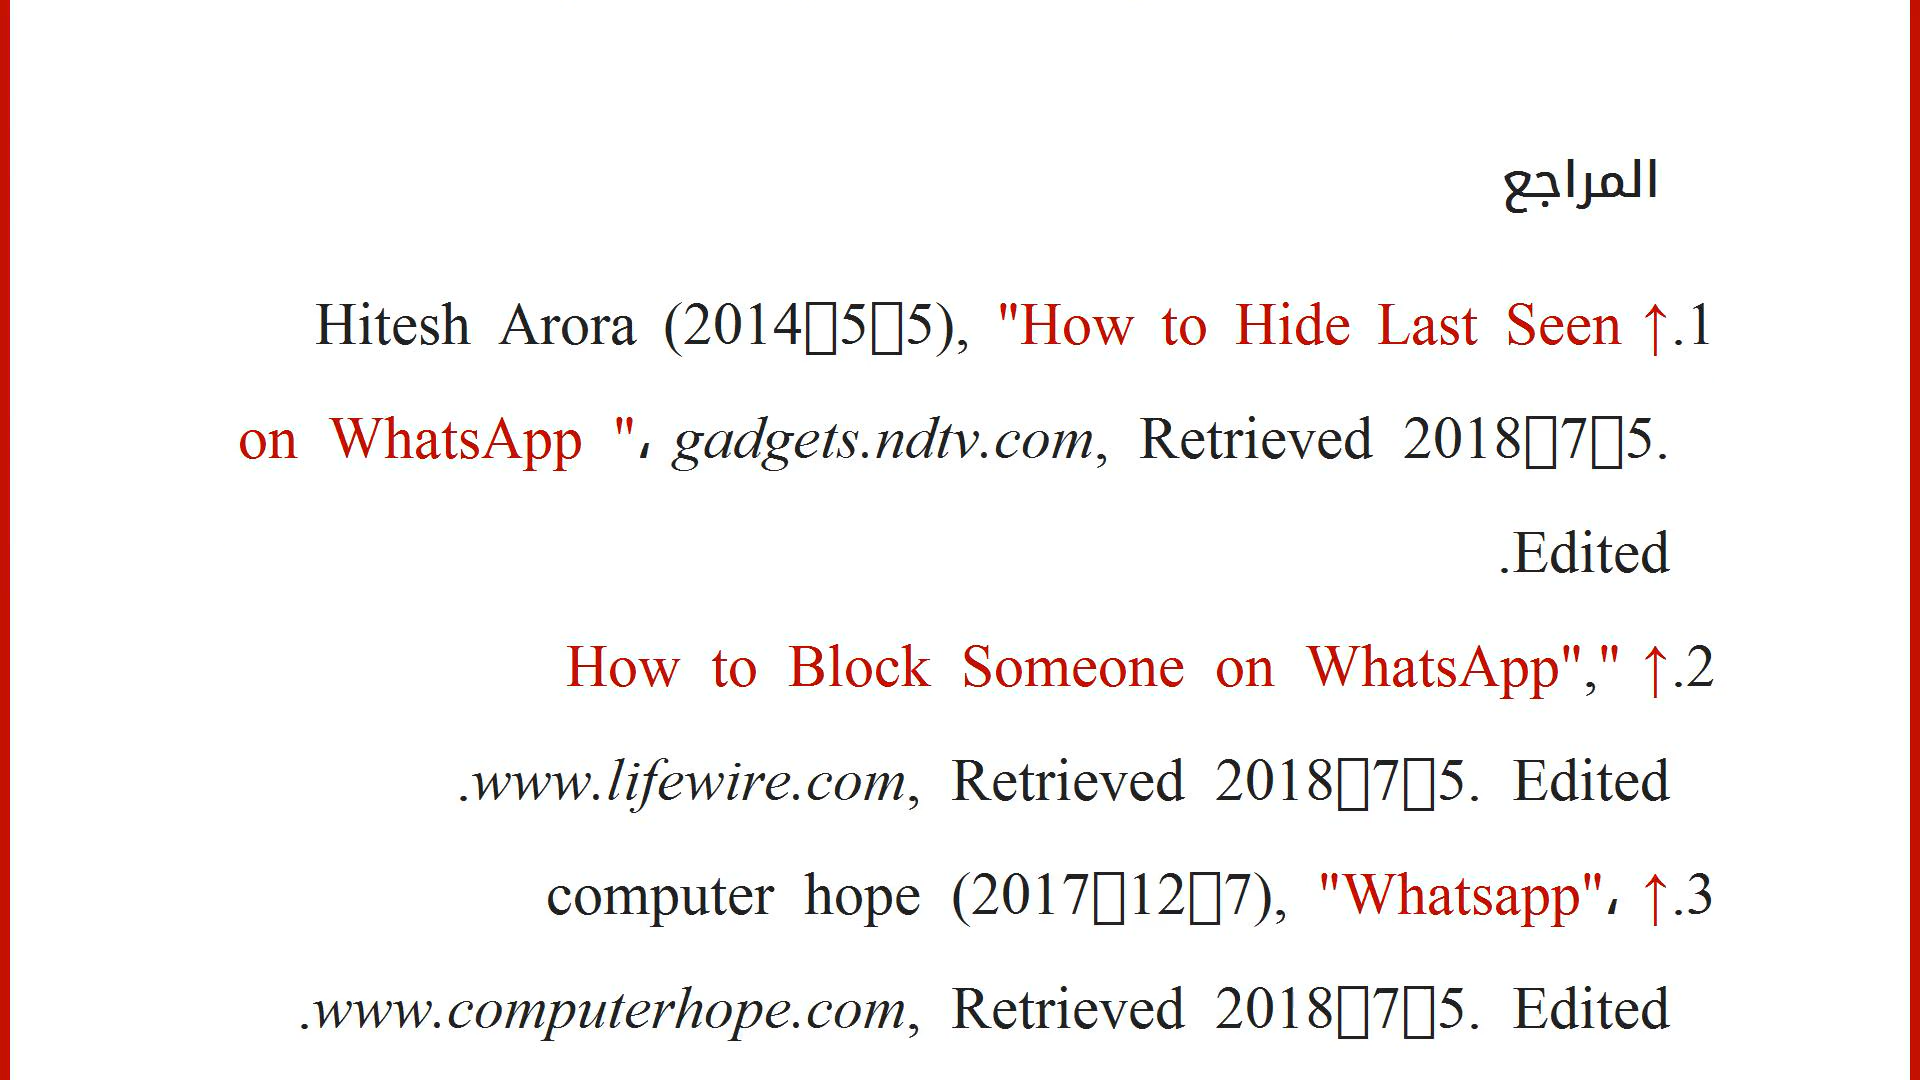 المراجع
1.↑ Hitesh Arora (2014▯5▯5), "How to Hide Last Seen
on WhatsApp "، gadgets.ndtv.com, Retrieved 2018▯7▯5.
Edited.
2.↑ "How to Block Someone on WhatsApp",
www.lifewire.com, Retrieved 2018▯7▯5. Edited.
3.↑ computer hope (2017▯12▯7), "Whatsapp"،
www.computerhope.com, Retrieved 2018▯7▯5. Edited.